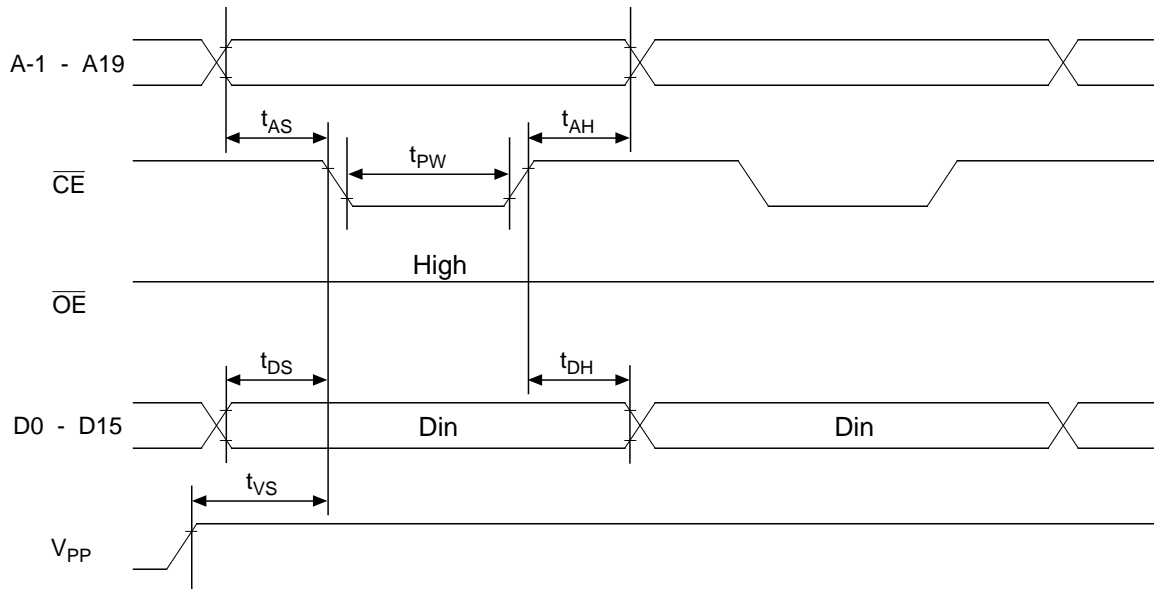 A-1 - A19
tAS
tAH
CE
tPW
High
OE
tDS
tDH
D0 - D15
Din
Din
tVS
VPP